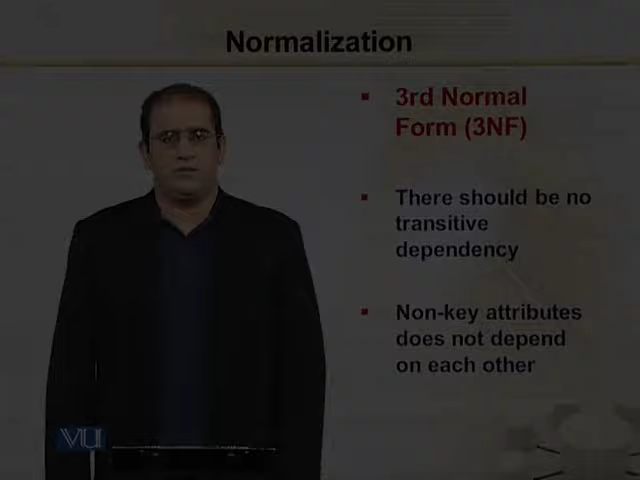 Normalization
3rd Normal
Form (3NF)
There should be no
transitive
dependency
Non-key attributes
does not depend
on each other
VU